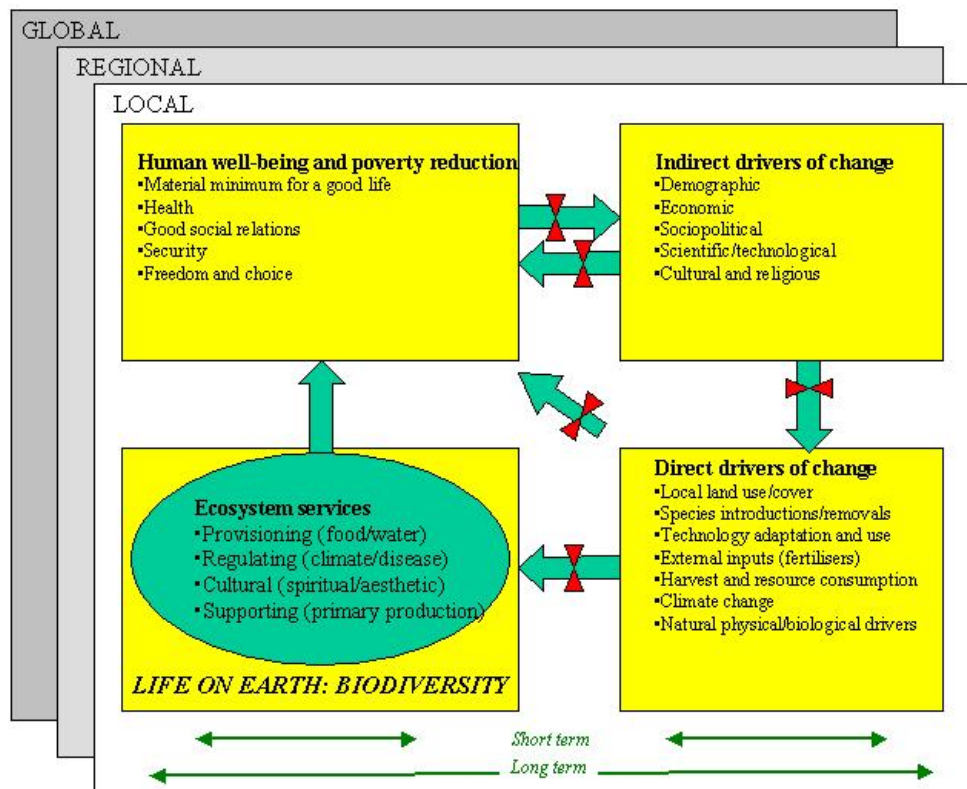 GLOBAL
REGIONAL
LOCAL
Human well-being and poverty reduction
▪Material minimum for a good life
▪Health
▪Good social relations
▪Security
▪Freedom and choice
Indirect drivers of change
▪Demographic
▪Economic
▪Sociopolitical
▪Scientific/technological
▪Cultural and religious
Ecosystem services
▪Provisioning (food/water)
▪Regulating (climate/disease)
▪Cultural (spiritual/aesthetic)
▪Supporting (primary production)
LIFE ON EARTH: BIODIVERSITY
Direct drivers of change
▪Local land use/cover
▪Species introductions/removals
▪Technology adaptation and use
▪External inputs (fertilisers)
▪Harvest and resource consumption
▪Climate change
▪Natural physical/biological drivers
Short term
Long term